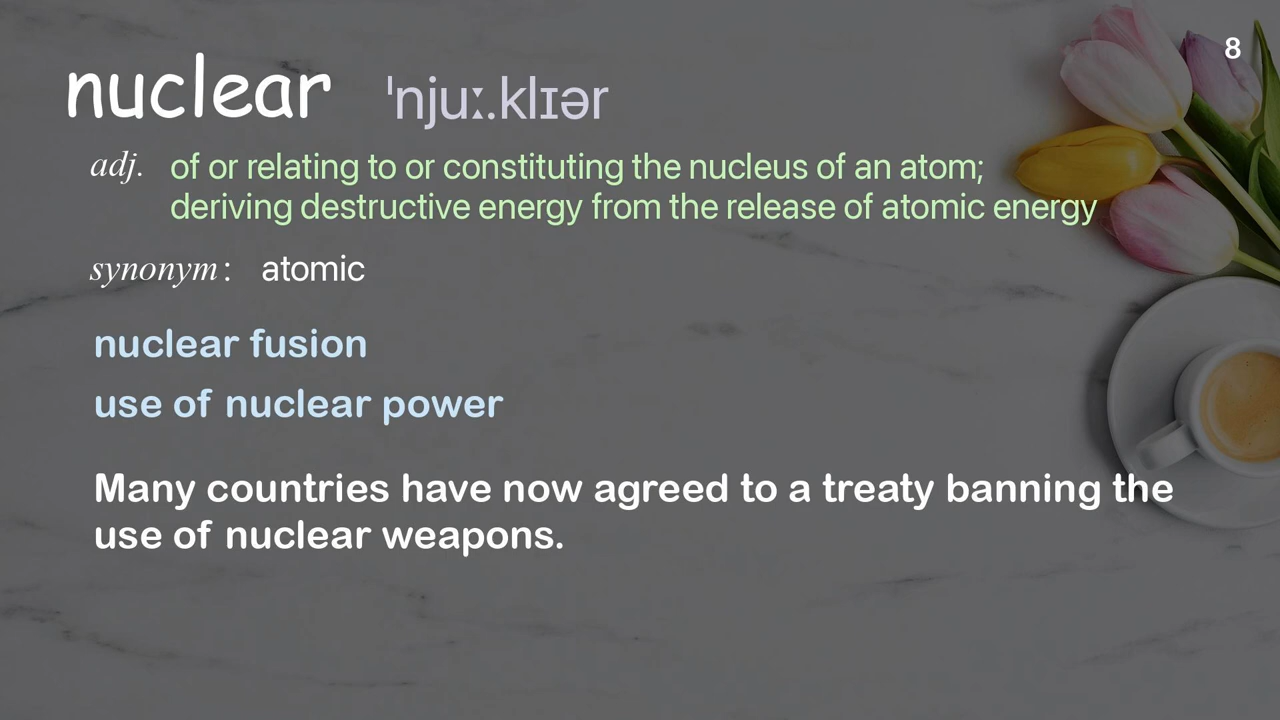 8
nuclear ˈnjuː.klɪər
adj. of or relating to or constituting the nucleus of an atom;
deriving destructive energy from the release of atomic energy
synonym: atomic
nuclear fusion
use of nuclear power
Many countries have now agreed to a treaty banning the
use of nuclear weapons.